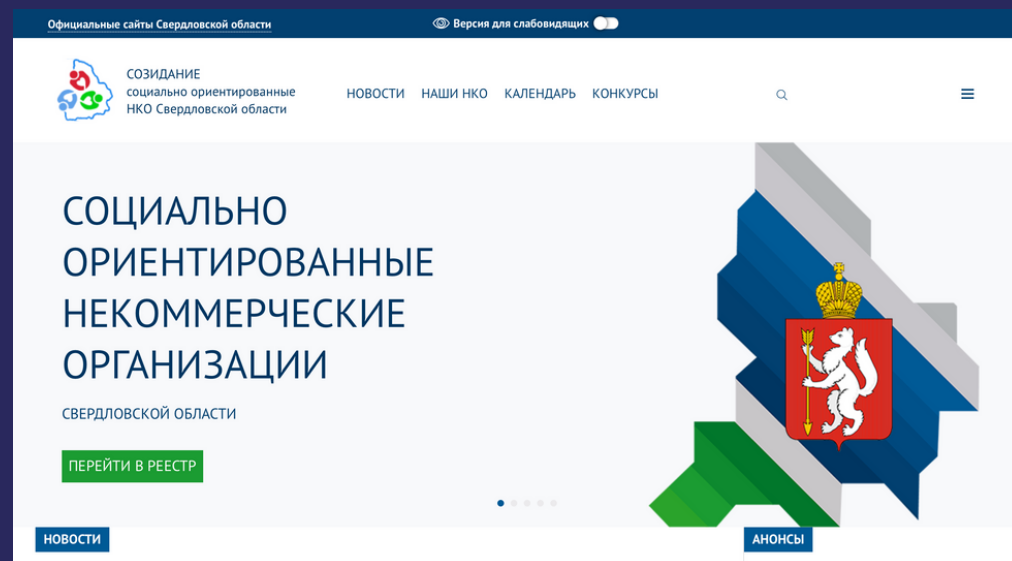 Официальные сайты Свердловской области
Версия для слабовидящих
СОЗИДАНИЕ
социально ориентированные
НКО Свердловской области
НОВОСТИ НАШИ НКО КАЛЕНДАРЬ КОНКУРСЫ
СОЦИАЛЬНО
ОРИЕНТИРОВАННЫЕ
НЕКОММЕРЧЕСКИЕ
ОРГАНИЗАЦИИ
СВЕРДЛОВСКОЙ ОБЛАСТИ
ПЕРЕЙТИ В РЕЕСТР
НОВОСТИ
АНОНСЫ